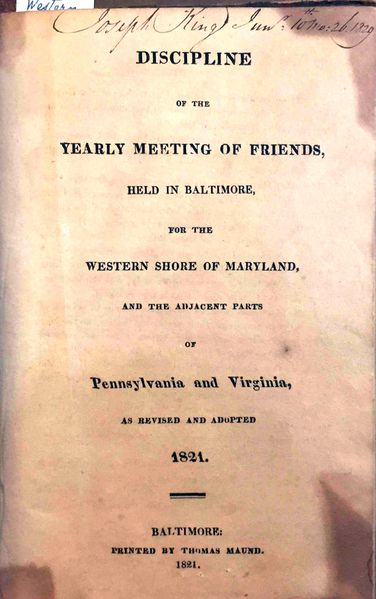 Western
Joseph King Junr. 10th mo: 26, 1829
DISCIPLINE
OF THE
YEARLY MEETING OF FRIENDS,
HELD IN BALTIMORE,
FOR THE
WESTERN SHORE OF MARYLAND,
AND THE ADJACENT PARTS
OF
Pennsylvania and Virginia,
AS REVISED AND ADOPTED
1821.
BALTIMORE:
PRINTED BY THOMAS MAUND.
1821.